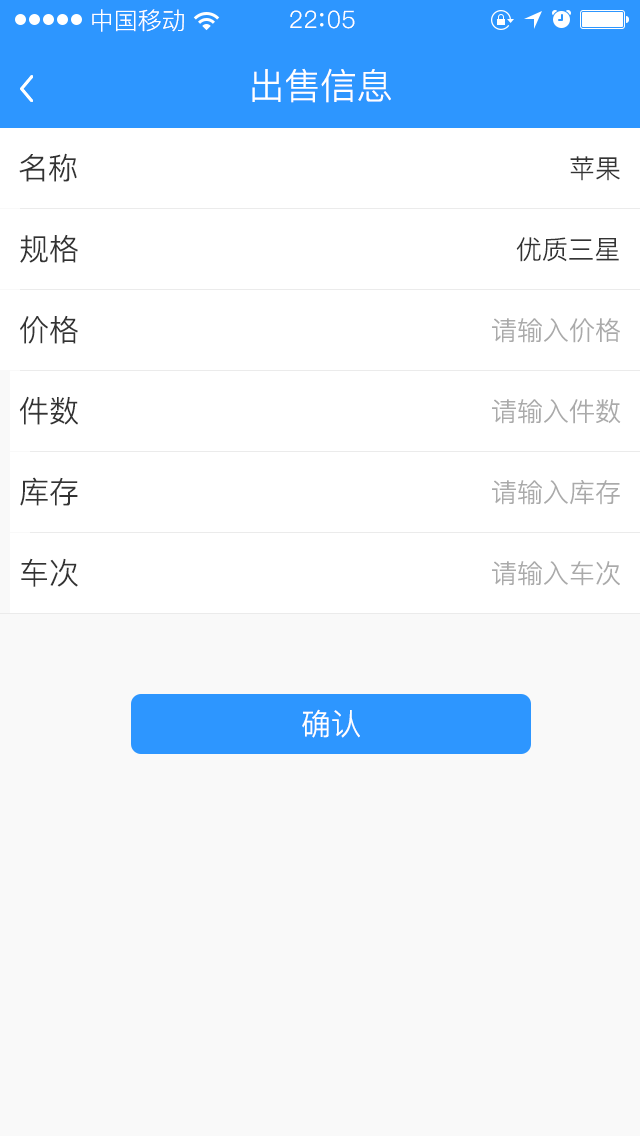 中国移动 22:05
出售信息
名称 苹果
规格 优质三星
价格 请输入价格
件数 请输入件数
库存 请输入库存
车次 请输入车次
确认